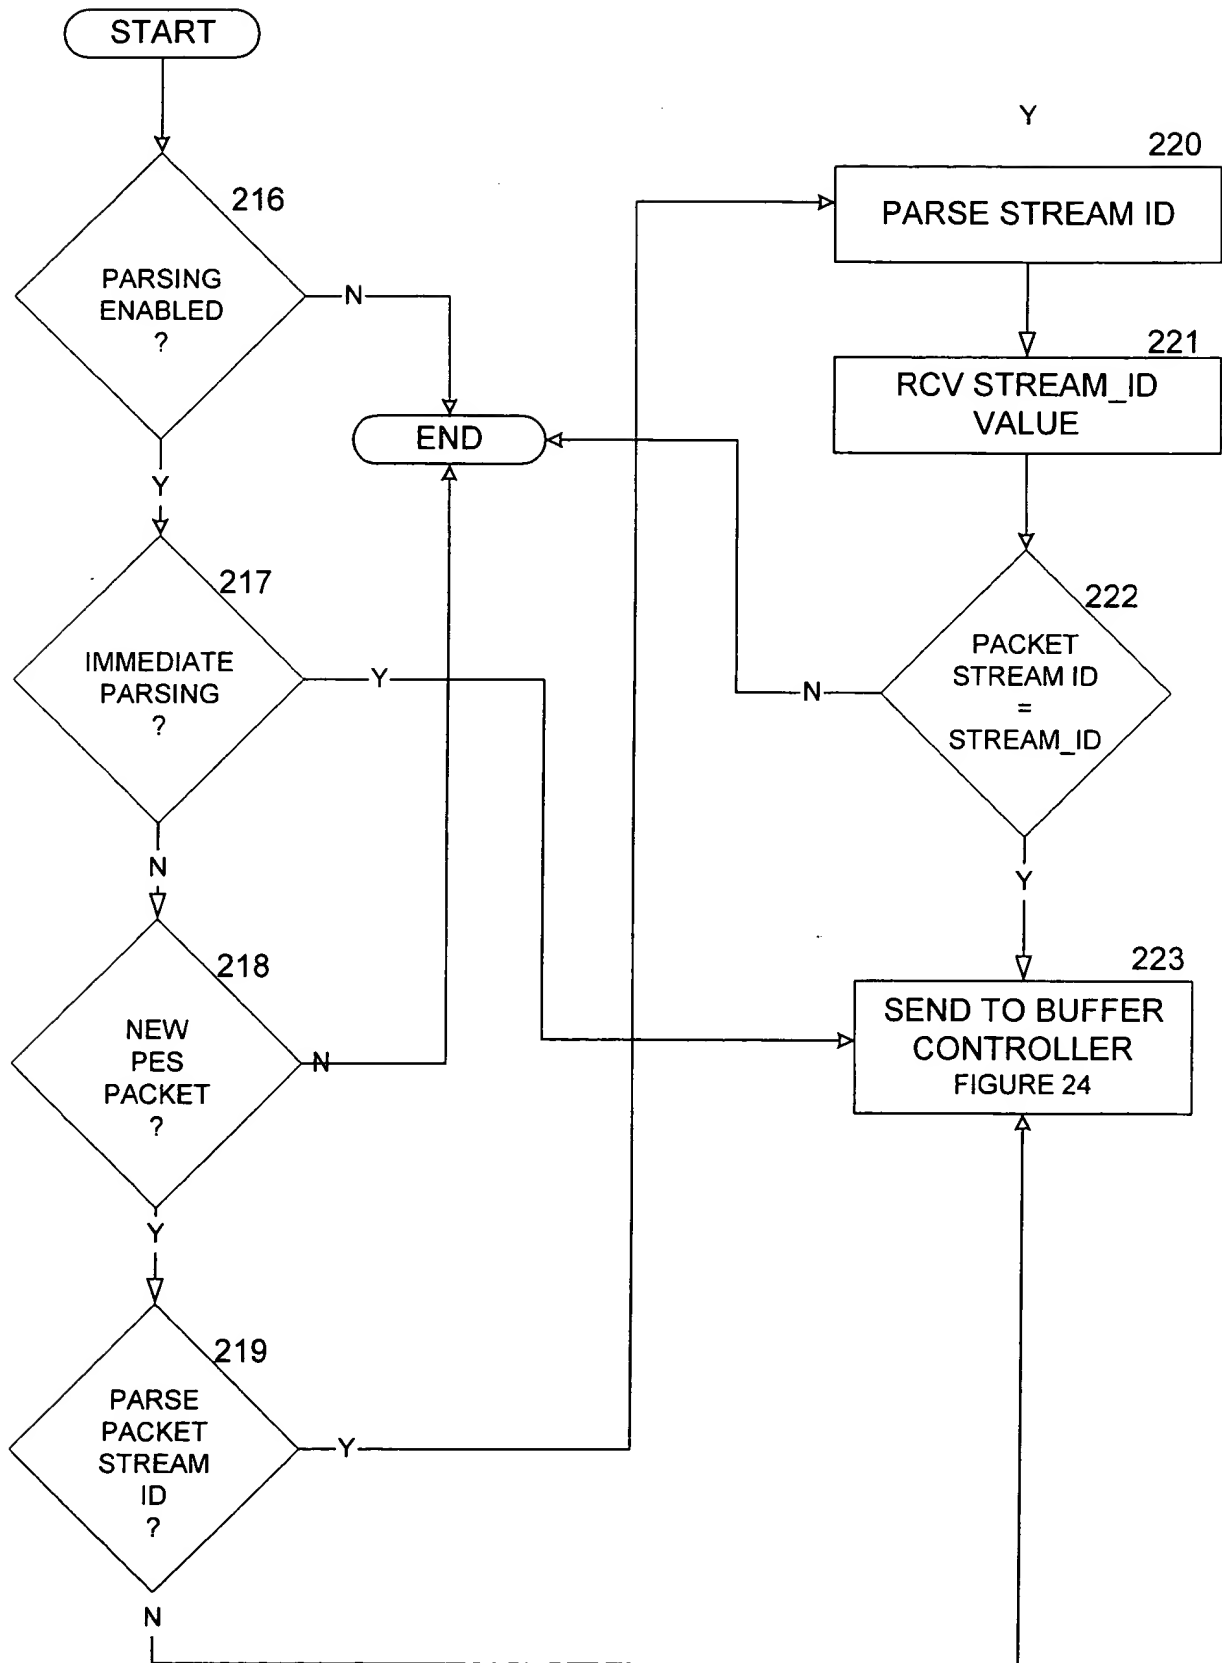 START
216
PARSING
ENABLED
?
N
Y
END
217
IMMEDIATE
PARSING
?
Y
N
218
NEW
PES
PACKET
?
N
Y
219
PARSE
PACKET
STREAM
ID
?
Y
N
Y
220
PARSE STREAM ID
221
RCV STREAM_ID
VALUE
222
PACKET
STREAM ID
=
STREAM_ID
N
Y
223
SEND TO BUFFER
CONTROLLER
FIGURE 24